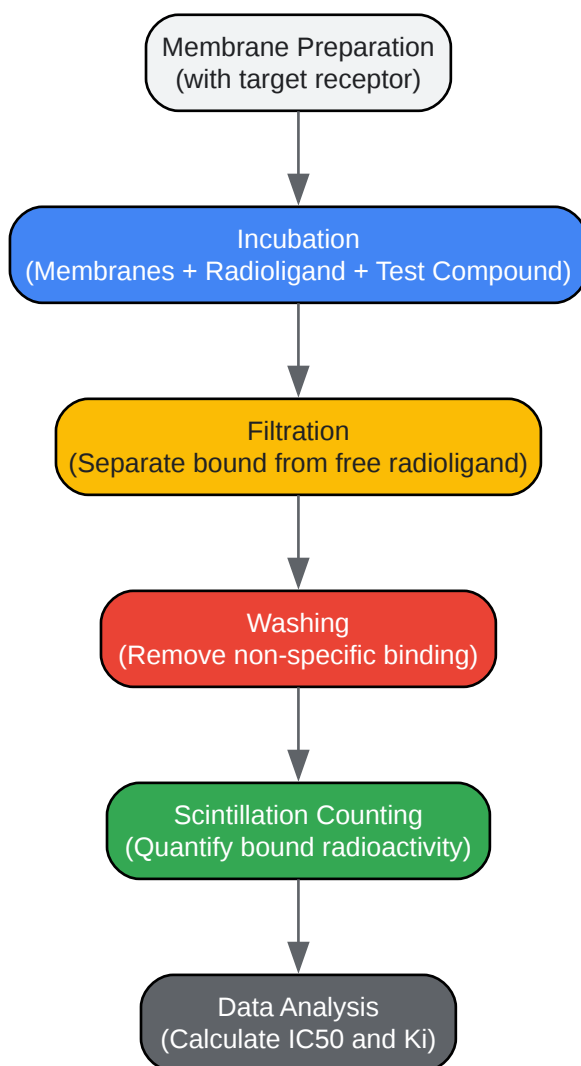 Membrane Preparation
(with target receptor)
Incubation
(Membranes + Radioligand + Test Compound)
Filtration
(Separate bound from free radioligand)
Washing
(Remove non-specific binding)
Scintillation Counting
(Quantify bound radioactivity)
Data Analysis
(Calculate IC50 and Ki)